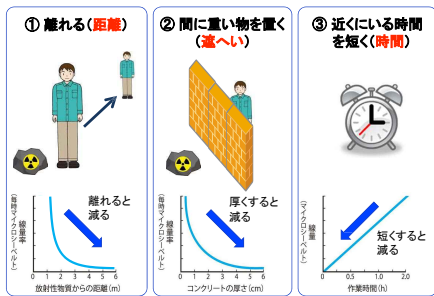 ① 離れる(距離)
離れると
減る
線量率
(毎時マイクロシーベルト)
0 1 2 3 4 5 6
放射性物質からの距離(m)
② 間に重い物を置く
(遮へい)
厚くすると
減る
線量率
(毎時マイクロシーベルト)
0 1 2 3 4 5 6
コンクリートの厚さ(cm)
③ 近くにいる時間
を短く(時間)
短くすると
減る
線量
(マイクロシーベルト)
0 0.5 1.0 2.0
作業時間(h)